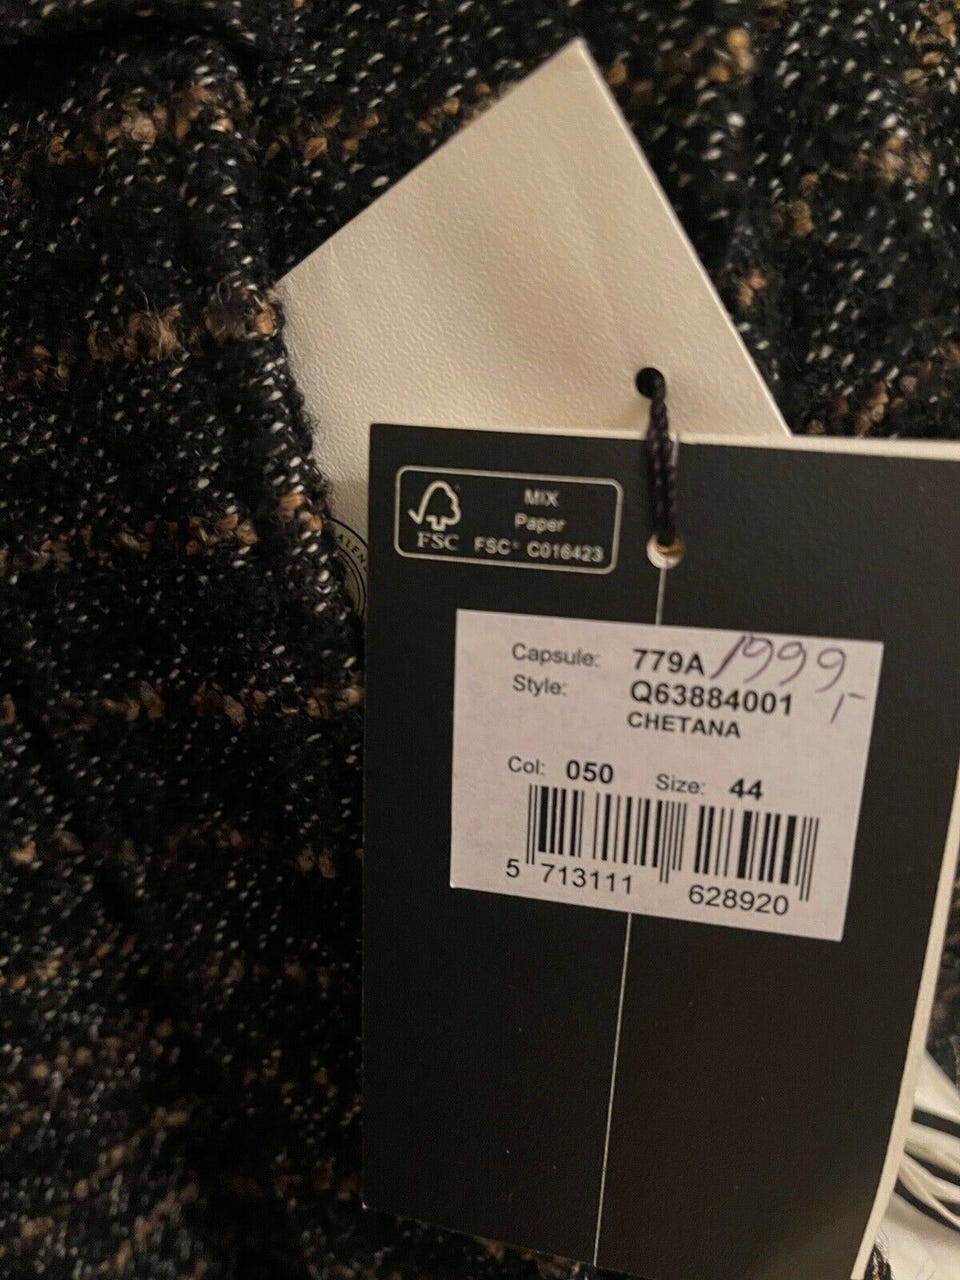 MIX
Paper
FSC
FSC® C016423
Capsule: 779A 1999,-
Style: Q63884001
CHETANA
Col: 050 Size: 44
5 713111 628920